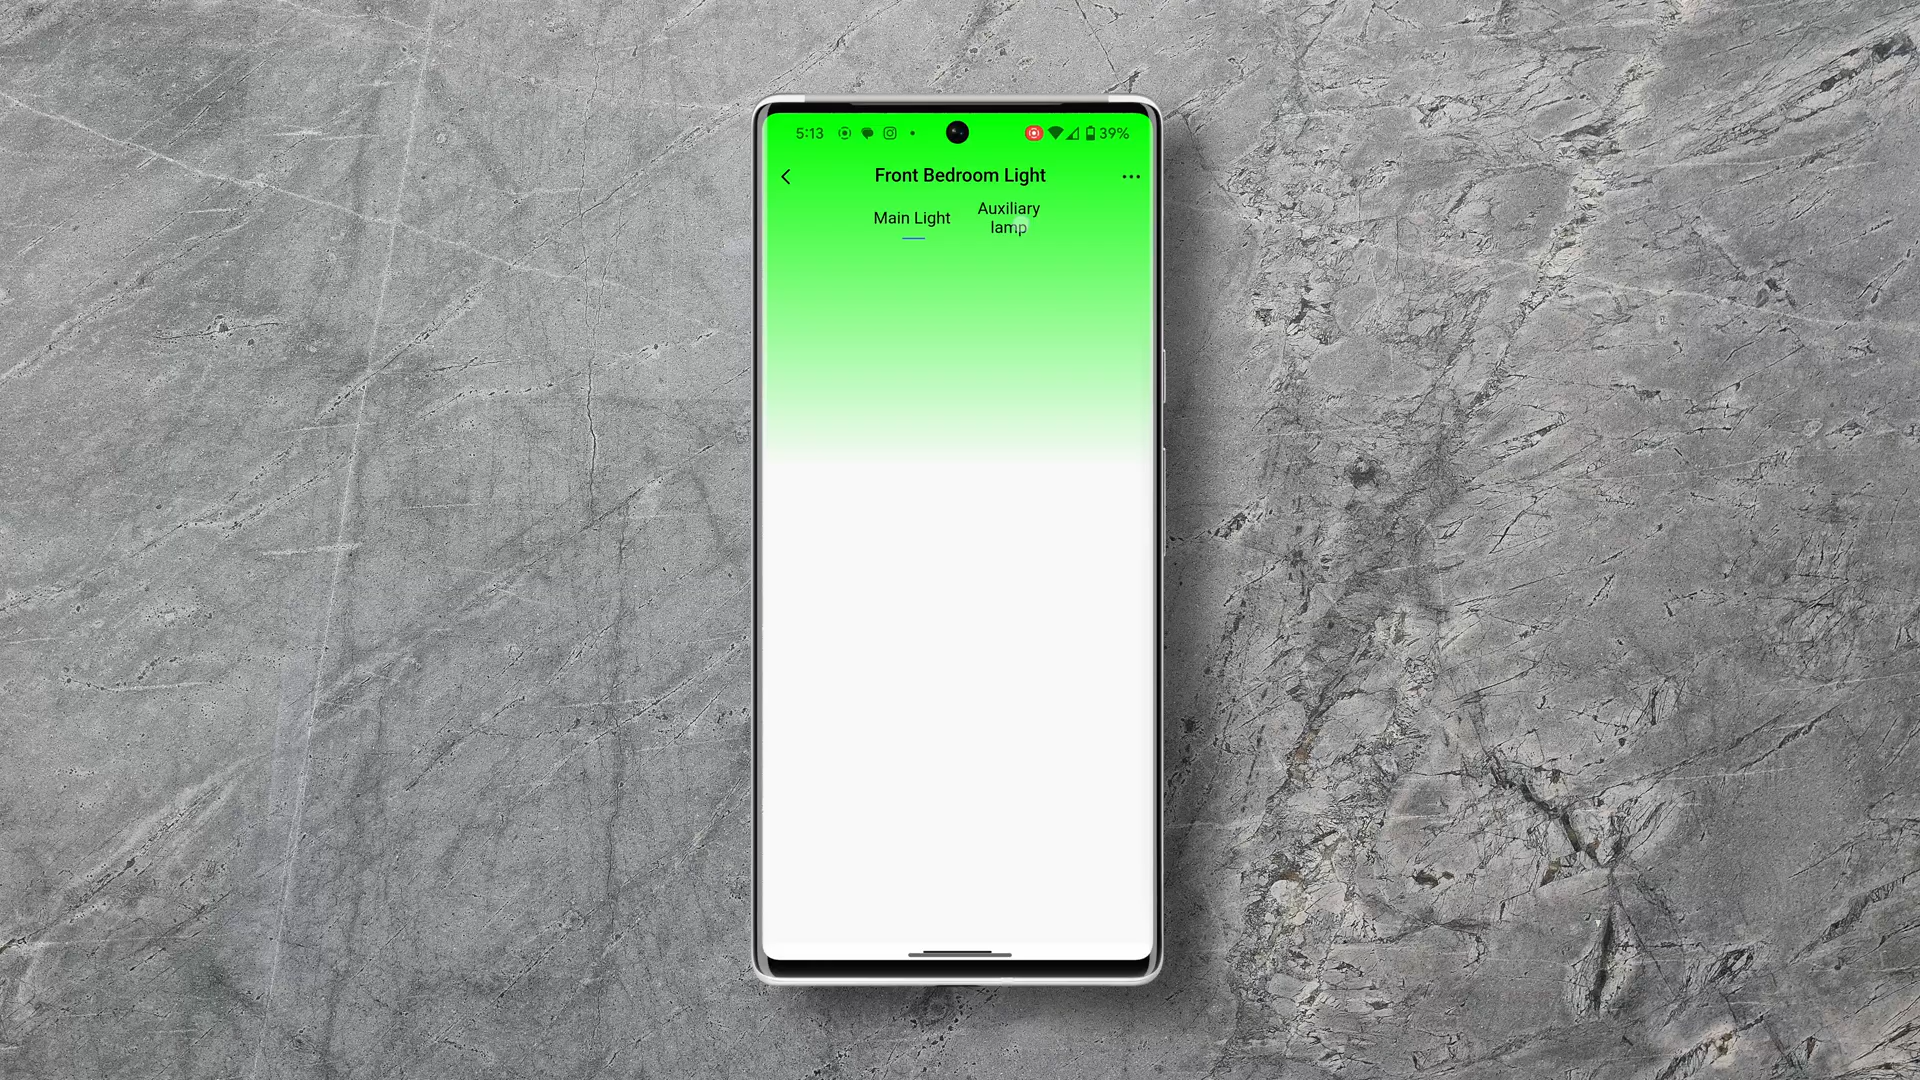 5:13
39%
Front Bedroom Light
Main Light
Auxiliary
lamp